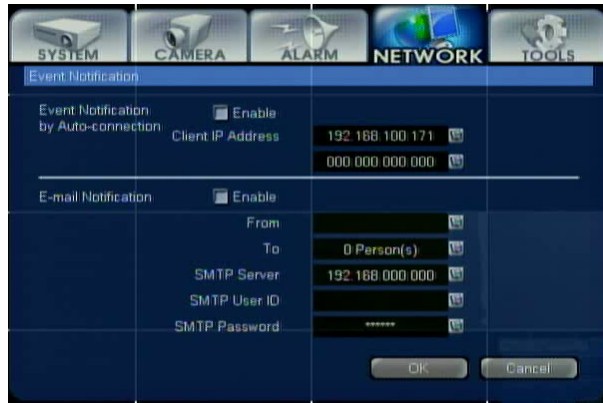 SYSTEM CAMERA ALARM NETWORK TOOLS
Event Notification
Event Notification Enable
by Auto-connection
Client IP Address 192.168.100.171
000.000.000.000
E-mail Notification Enable
From
To 0 Person(s)
SMTP Server 192.168.000.000
SMTP User ID
SMTP Password ******
OK Cancel